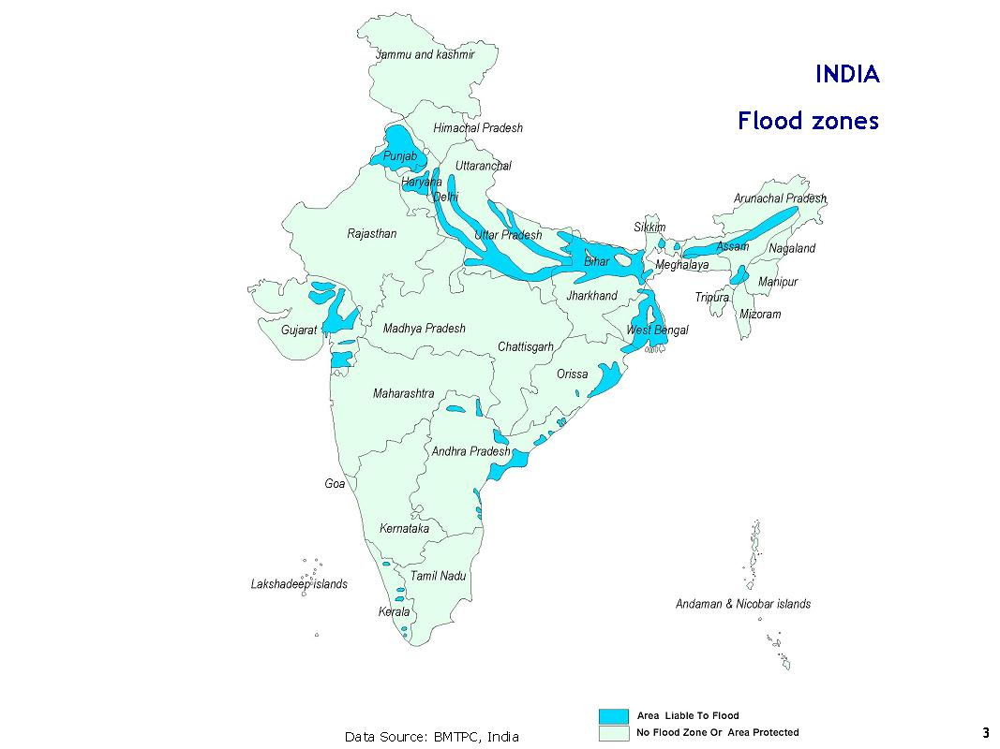 INDIA
Flood zones
Jammu and kashmir
Himachal Pradesh
Punjab
Uttaranchal
Haryana
Delhi
Arunachal Pradesh
Rajasthan
Uttar Pradesh
Sikkim
Assam
Nagaland
Bihar
Meghalaya
Manipur
Jharkhand
Tripura
Mizoram
Gujarat
Madhya Pradesh
West Bengal
Chattisgarh
Orissa
Maharashtra
Andhra Pradesh
Goa
Kernataka
Tamil Nadu
Lakshadeep islands
Kerala
Andaman & Nicobar islands
Area Liable To Flood
No Flood Zone Or Area Protected
Data Source: BMTPC, India
3